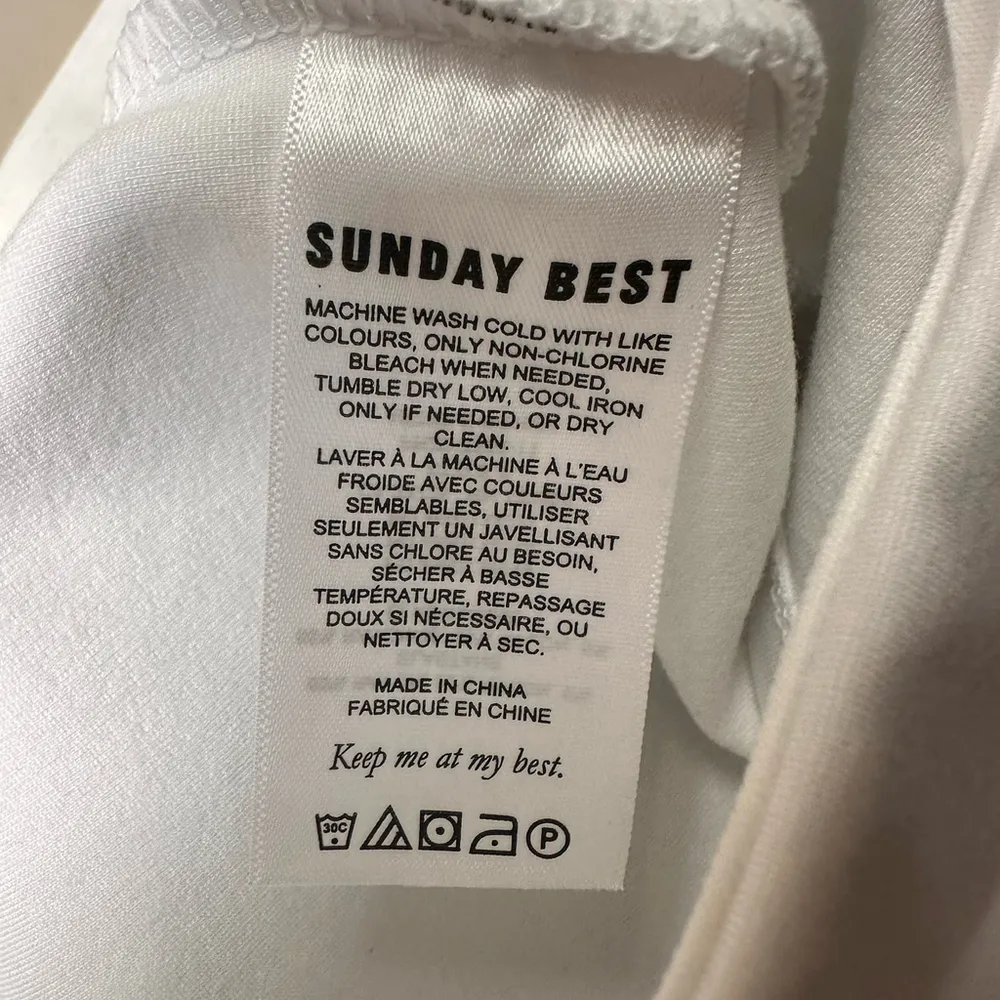 SUNDAY BEST
MACHINE WASH COLD WITH LIKE
COLOURS, ONLY NON-CHLORINE
BLEACH WHEN NEEDED,
TUMBLE DRY LOW, COOL IRON
ONLY IF NEEDED, OR DRY
CLEAN.
LAVER À LA MACHINE À L'EAU
FROIDE AVEC COULEURS
SEMBLABLES, UTILISER
SEULEMENT UN JAVELLISANT
SANS CHLORE AU BESOIN,
SÉCHER À BASSE
TEMPÉRATURE, REPASSAGE
DOUX SI NÉCESSAIRE, OU
NETTOYER À SEC.
MADE IN CHINA
FABRIQUÉ EN CHINE
Keep me at my best.
30C P